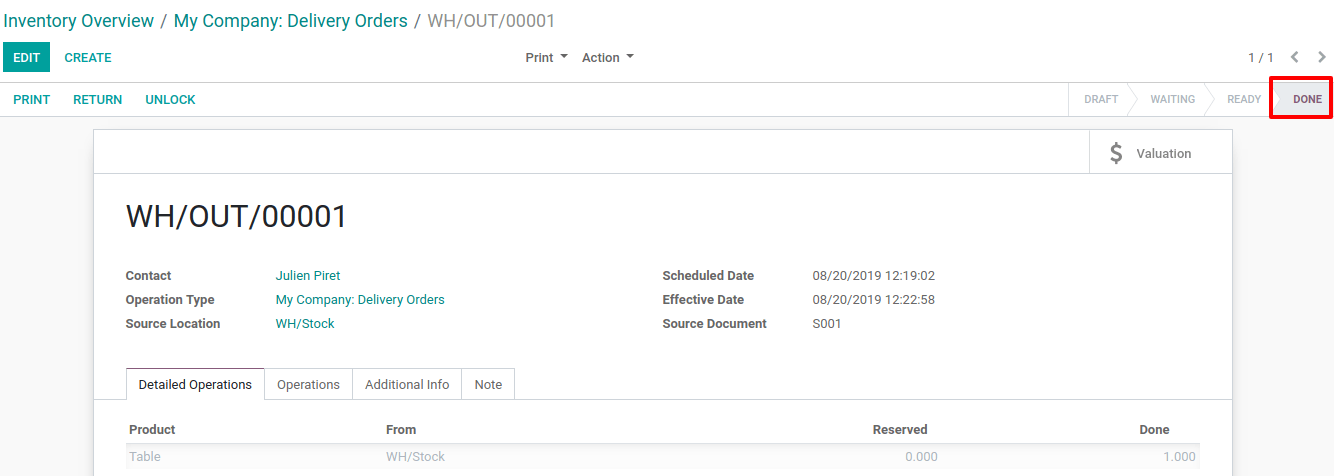 Inventory Overview / My Company: Delivery Orders / WH/OUT/00001
EDIT CREATE Print Action 1 / 1
PRINT RETURN UNLOCK DRAFT WAITING READY DONE
$ Valuation
WH/OUT/00001
Contact Julien Piret Scheduled Date 08/20/2019 12:19:02
Operation Type My Company: Delivery Orders Effective Date 08/20/2019 12:22:58
Source Location WH/Stock Source Document S001
Detailed Operations Operations Additional Info Note
Product From Reserved Done
Table WH/Stock 0.000 1.000